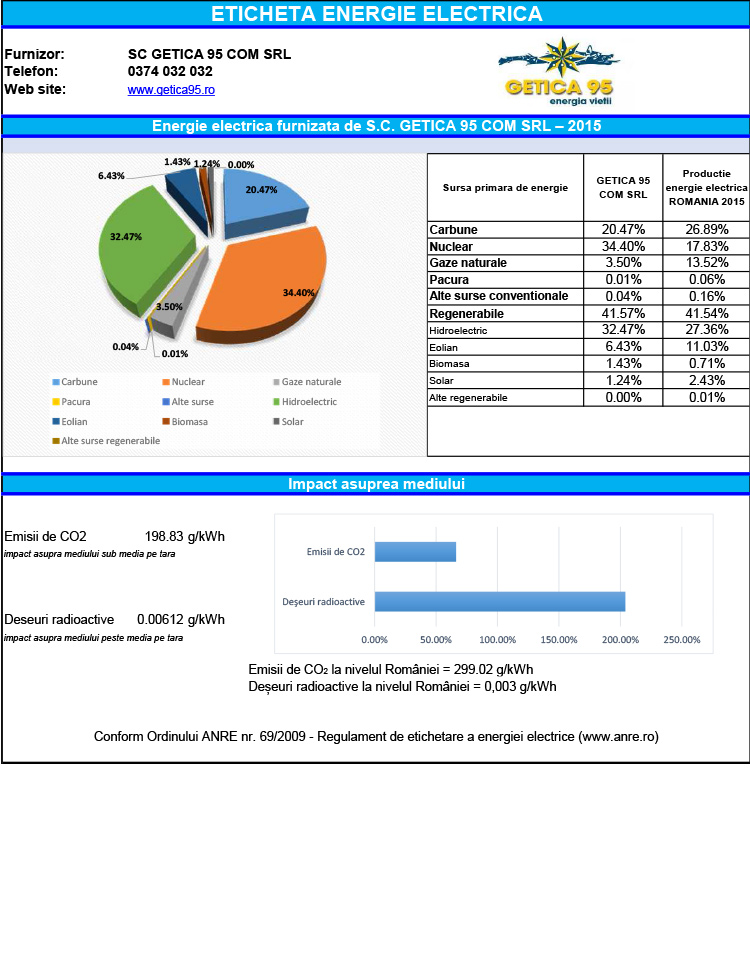 ETICHETA ENERGIE ELECTRICA
Furnizor: SC GETICA 95 COM SRL
Telefon: 0374 032 032
Web site: www.getica95.ro
GETICA 95
energia vietii
Energie electrica furnizata de S.C. GETICA 95 COM SRL – 2015
20.47%
34.40%
3.50%
0.01%
0.04%
32.47%
6.43%
1.43%
1.24%
0.00%
Carbune Nuclear Gaze naturale
Pacura Alte surse Hidroelectric
Eolian Biomasa Solar
Alte surse regenerabile
Sursa primara de energie GETICA 95 COM SRL Productie energie electrica ROMANIA 2015
Carbune 20.47% 26.89%
Nuclear 34.40% 17.83%
Gaze naturale 3.50% 13.52%
Pacura 0.01% 0.06%
Alte surse conventionale 0.04% 0.16%
Regenerabile 41.57% 41.54%
Hidroelectric 32.47% 27.36%
Eolian 6.43% 11.03%
Biomasa 1.43% 0.71%
Solar 1.24% 2.43%
Alte regenerabile 0.00% 0.01%
Impact asuprea mediului
Emisii de CO2 198.83 g/kWh
impact asupra mediului sub media pe tara
Deseuri radioactive 0.00612 g/kWh
impact asupra mediului peste media pe tara
Emisii de CO2
Deșeuri radioactive
0.00% 50.00% 100.00% 150.00% 200.00% 250.00%
Emisii de CO₂ la nivelul României = 299.02 g/kWh
Deșeuri radioactive la nivelul României = 0,003 g/kWh
Conform Ordinului ANRE nr. 69/2009 - Regulament de etichetare a energiei electrice (www.anre.ro)